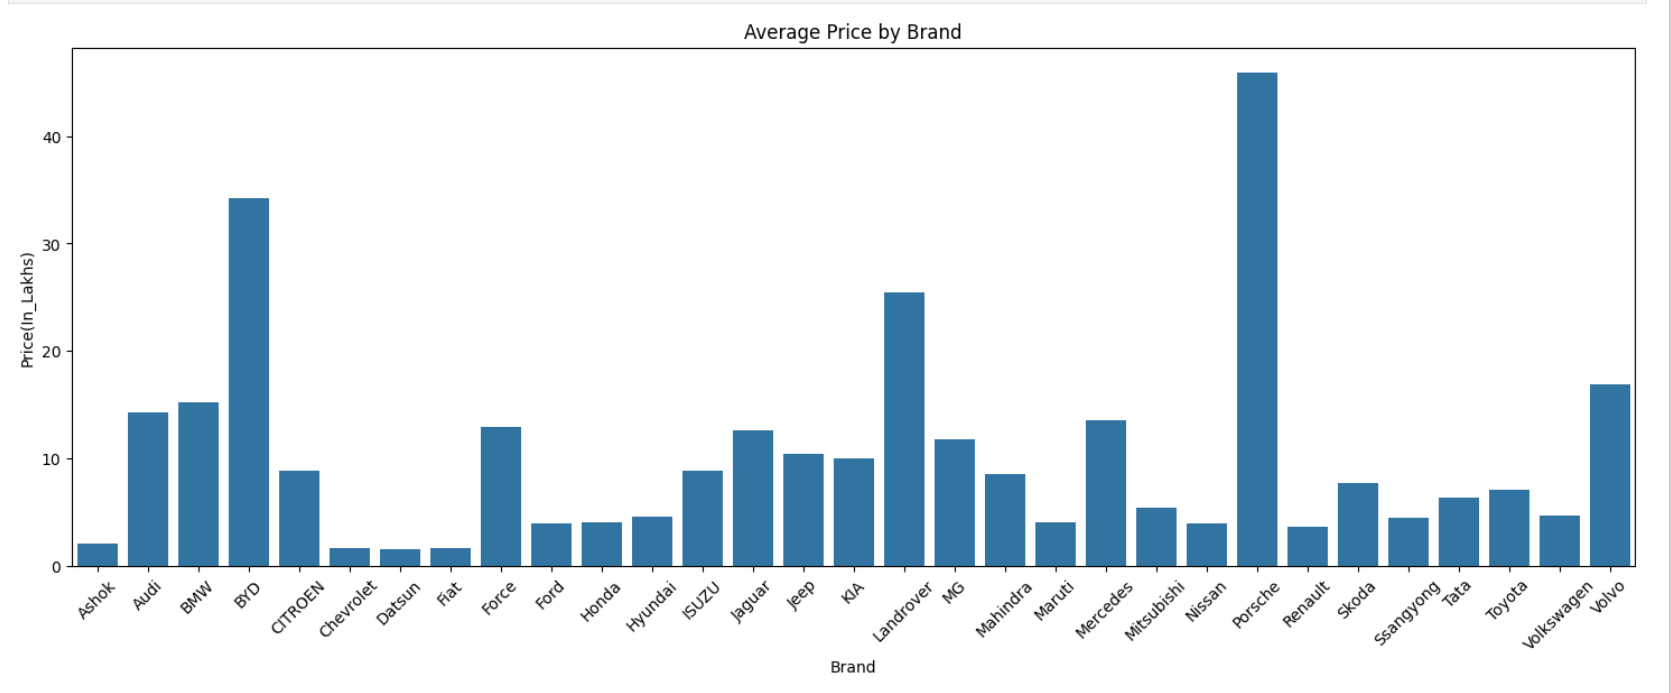 Average Price by Brand
Price(In_Lakhs)
40
30
20
10
0
Ashok
Audi
BMW
BYD
CITROEN
Chevrolet
Datsun
Fiat
Force
Ford
Honda
Hyundai
ISUZU
Jaguar
Jeep
KIA
Landrover
MG
Mahindra
Maruti
Mercedes
Mitsubishi
Nissan
Porsche
Renault
Skoda
Ssangyong
Tata
Toyota
Volkswagen
Volvo
Brand